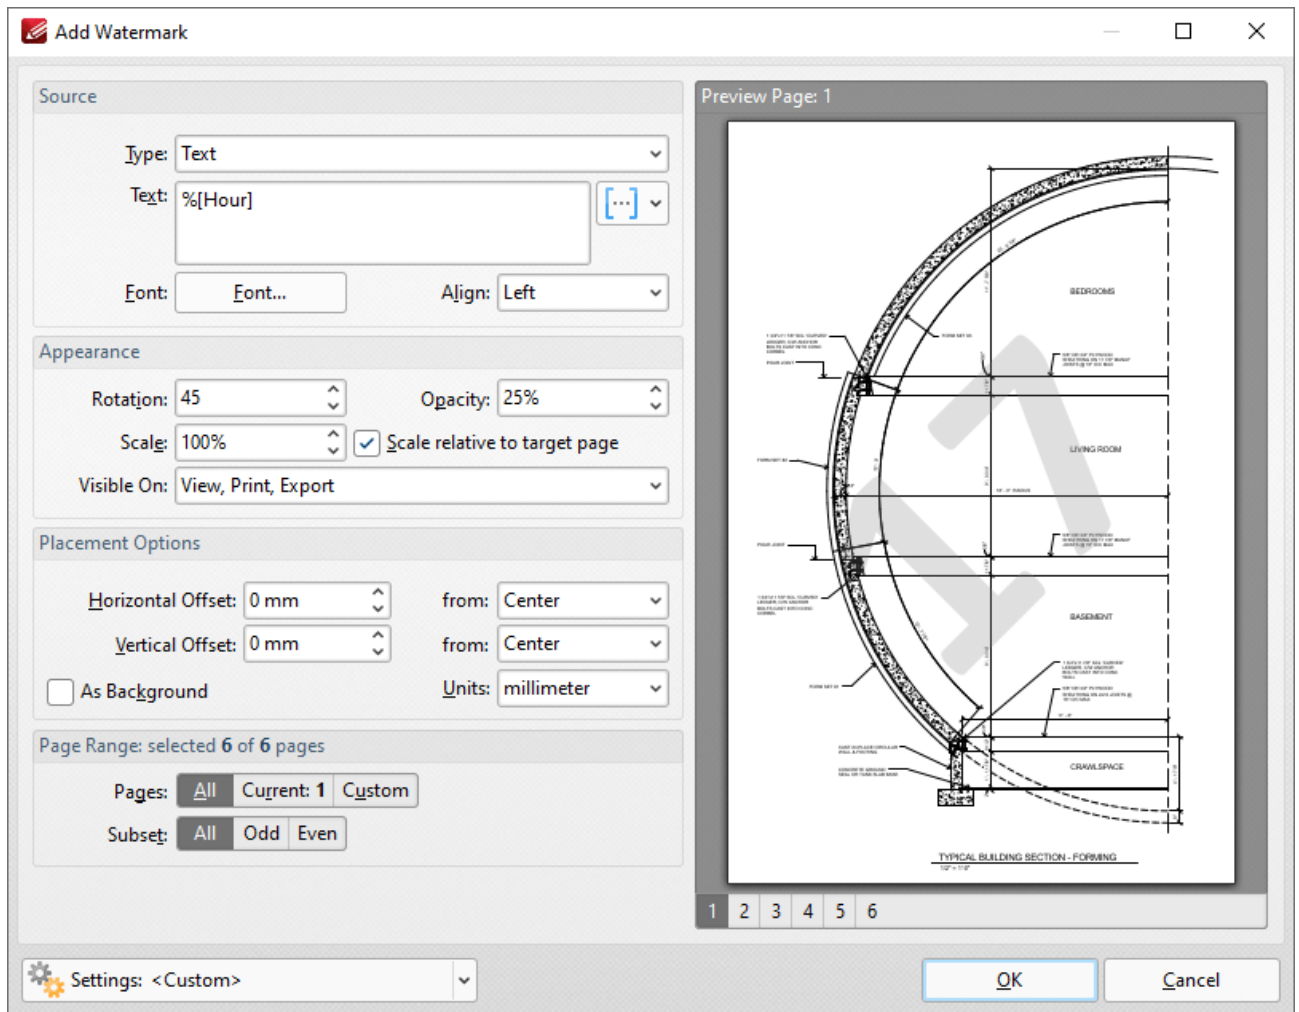 Add Watermark
Source
Type: Text
Text: %[Hour]
Font: Font...
Align: Left
Appearance
Rotation: 45
Opacity: 25%
Scale: 100%
Scale relative to target page
Visible On: View, Print, Export
Placement Options
Horizontal Offset: 0 mm
from: Center
Vertical Offset: 0 mm
from: Center
As Background
Units: millimeter
Page Range: selected 6 of 6 pages
Pages: All Current: 1 Custom
Subset: All Odd Even
Preview Page: 1
BEDROOMS
17
LIVING ROOM
BASEMENT
CRAWLSPACE
TYPICAL BUILDING SECTION - FORMING
1 2 3 4 5 6
Settings: <Custom>
OK
Cancel